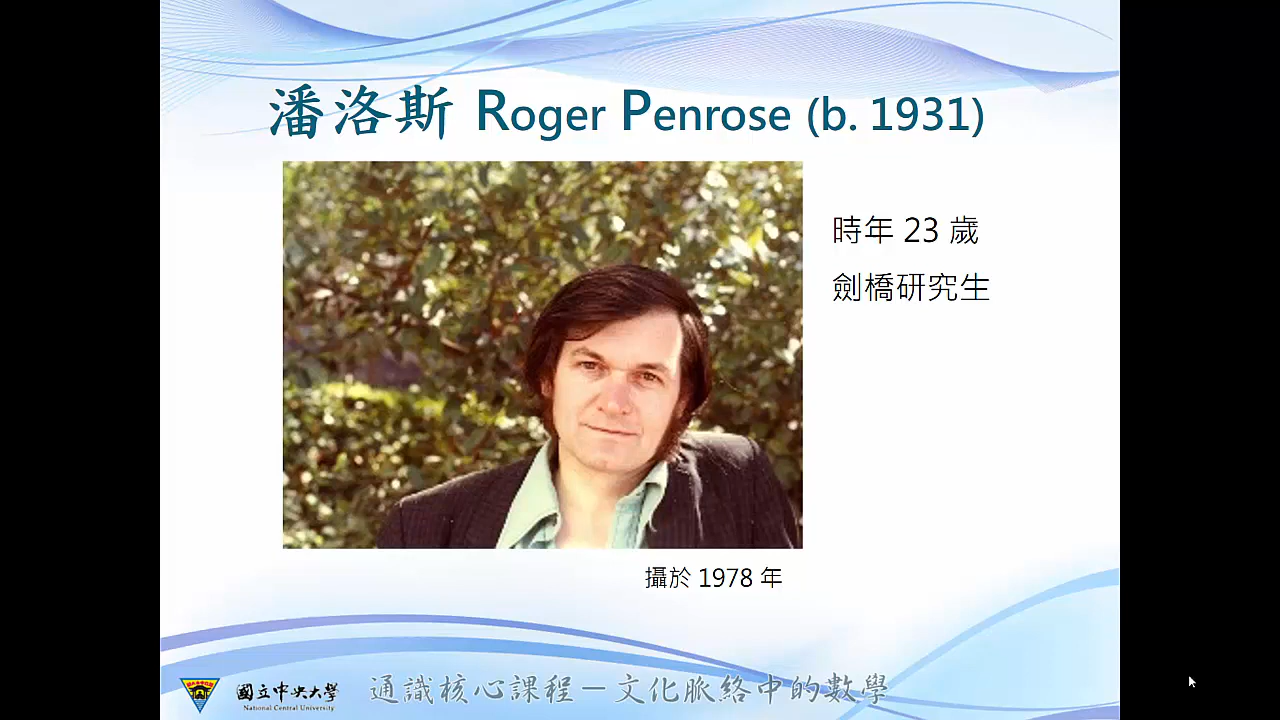 潘洛斯 Roger Penrose (b. 1931)
時年 23 歲
劍橋研究生
攝於 1978 年
國立中央大學
National Central University
通識核心課程－文化脈絡中的數學